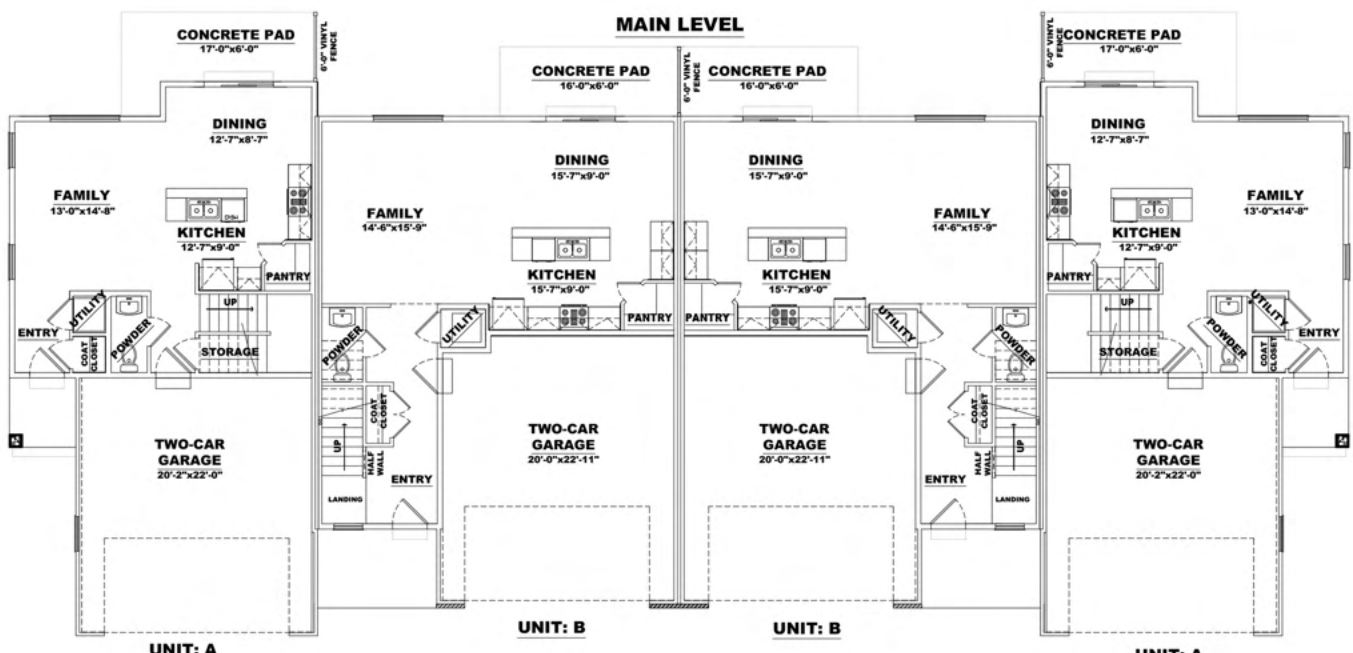 MAIN LEVEL
CONCRETE PAD
17'-0"x6'-0"
6'-0" VINYL
FENCE
DINING
12'-7"x8'-7"
FAMILY
13'-0"x14'-8"
DISH
KITCHEN
12'-7"x9'-0"
PANTRY
UP
UTILITY
ENTRY
COAT
CLOSET
POWDER
STORAGE
TWO-CAR
GARAGE
20'-2"x22'-0"
UNIT: A
CONCRETE PAD
16'-0"x6'-0"
6'-0" VINYL
FENCE
DINING
15'-7"x9'-0"
FAMILY
14'-6"x15'-9"
KITCHEN
15'-7"x9'-0"
PANTRY
UTILITY
POWDER
COAT
CLOSET
UP
HALF
WALL
ENTRY
LANDING
TWO-CAR
GARAGE
20'-0"x22'-11"
UNIT: B
CONCRETE PAD
16'-0"x6'-0"
DINING
15'-7"x9'-0"
FAMILY
14'-6"x15'-9"
KITCHEN
15'-7"x9'-0"
PANTRY
UTILITY
POWDER
COAT
CLOSET
UP
HALF
WALL
ENTRY
LANDING
TWO-CAR
GARAGE
20'-0"x22'-11"
UNIT: B
6'-0" VINYL
FENCE
CONCRETE PAD
17'-0"x6'-0"
DINING
12'-7"x8'-7"
FAMILY
13'-0"x14'-8"
KITCHEN
12'-7"x9'-0"
PANTRY
UP
UTILITY
ENTRY
COAT
CLOSET
POWDER
STORAGE
TWO-CAR
GARAGE
20'-2"x22'-0"
UNIT: A